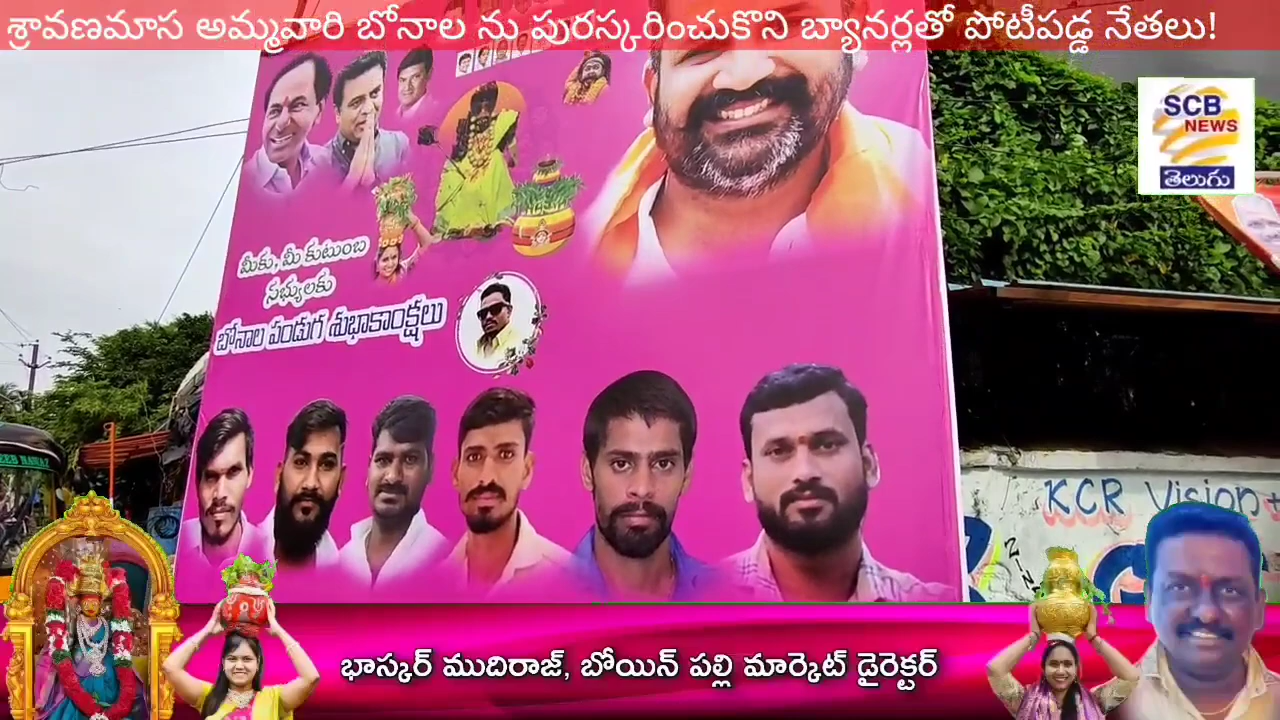 శ్రావణమాస అమ్మవారి బోనాల ను పురస్కరించుకొని బ్యానర్లతో పోటీపడ్డ నేతలు!
SCB
NEWS
తెలుగు
మీకు, మీ కుటుంబ
సభ్యులకు
బోనాల పండుగ శుభాకాంక్షలు
KCR Vision
భాస్కర్ ముదిరాజ్, బోయిన్ పల్లి మార్కెట్ డైరెక్టర్